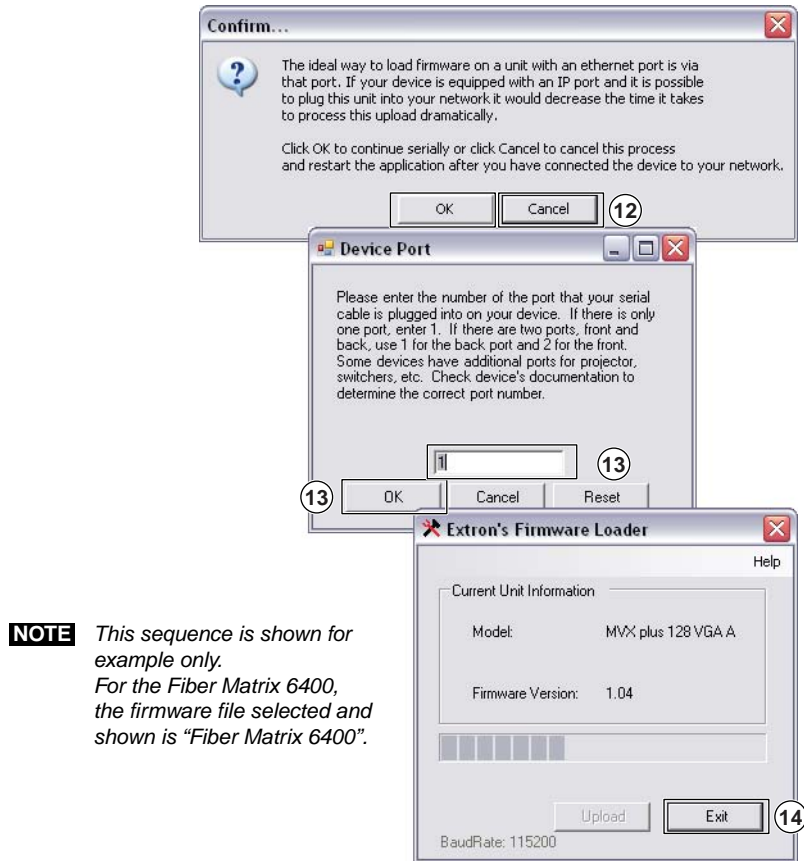 Confirm...
The ideal way to load firmware on a unit with an ethernet port is via
that port. If your device is equipped with an IP port and it is possible
to plug this unit into your network it would decrease the time it takes
to process this upload dramatically.
Click OK to continue serially or click Cancel to cancel this process
and restart the application after you have connected the device to your network.
OK Cancel 12
Device Port
Please enter the number of the port that your serial
cable is plugged into on your device. If there is only
one port, enter 1. If there are two ports, front and
back, use 1 for the back port and 2 for the front.
Some devices have additional ports for projector,
switchers, etc. Check device's documentation to
determine the correct port number.
1 13
13 OK Cancel Reset
Extron's Firmware Loader
Help
Current Unit Information
Model: MVX plus 128 VGA A
Firmware Version: 1.04
Upload Exit 14
BaudRate: 115200
NOTE This sequence is shown for
example only.
For the Fiber Matrix 6400,
the firmware file selected and
shown is “Fiber Matrix 6400”.